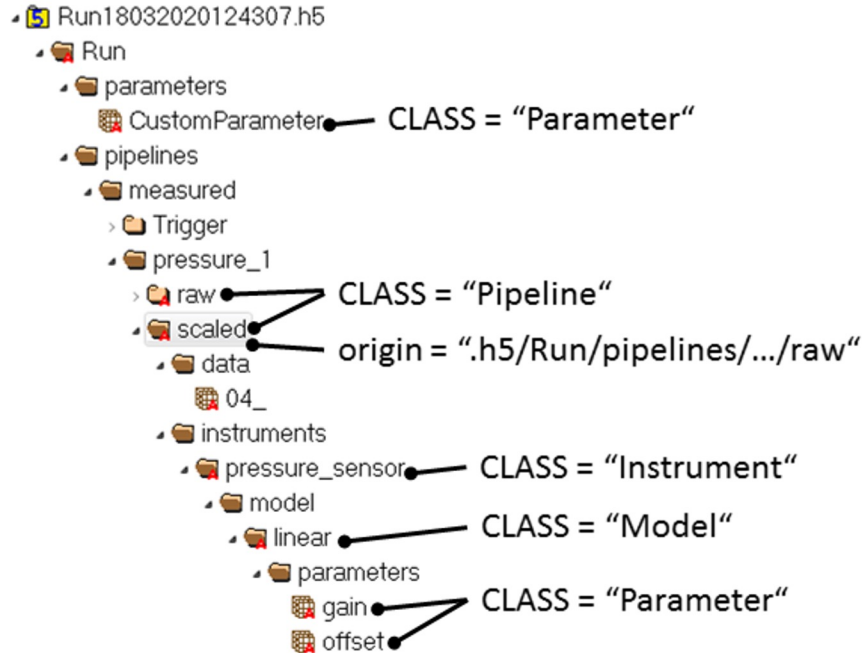 Run18032020124307.h5
Run
parameters
CustomParameter CLASS = “Parameter“
pipelines
measured
Trigger
pressure_1
raw CLASS = “Pipeline“
scaled
origin = “.h5/Run/pipelines/.../raw“
data
04_
instruments
pressure_sensor CLASS = “Instrument“
model
linear CLASS = “Model“
parameters
gain CLASS = “Parameter“
offset